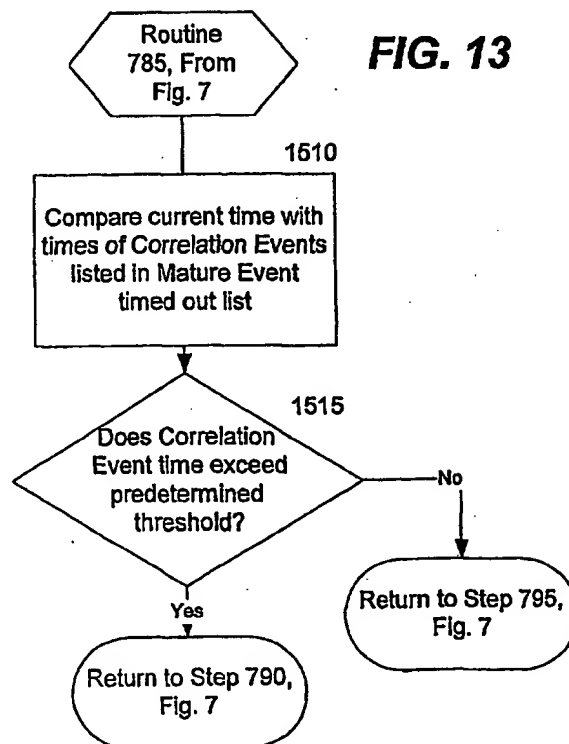 Routine
785, From
Fig. 7
FIG. 13
1510
Compare current time with
times of Correlation Events
listed in Mature Event
timed out list
1515
Does Correlation
Event time exceed
predetermined
threshold?
No
Yes
Return to Step 795,
Fig. 7
Return to Step 790,
Fig. 7